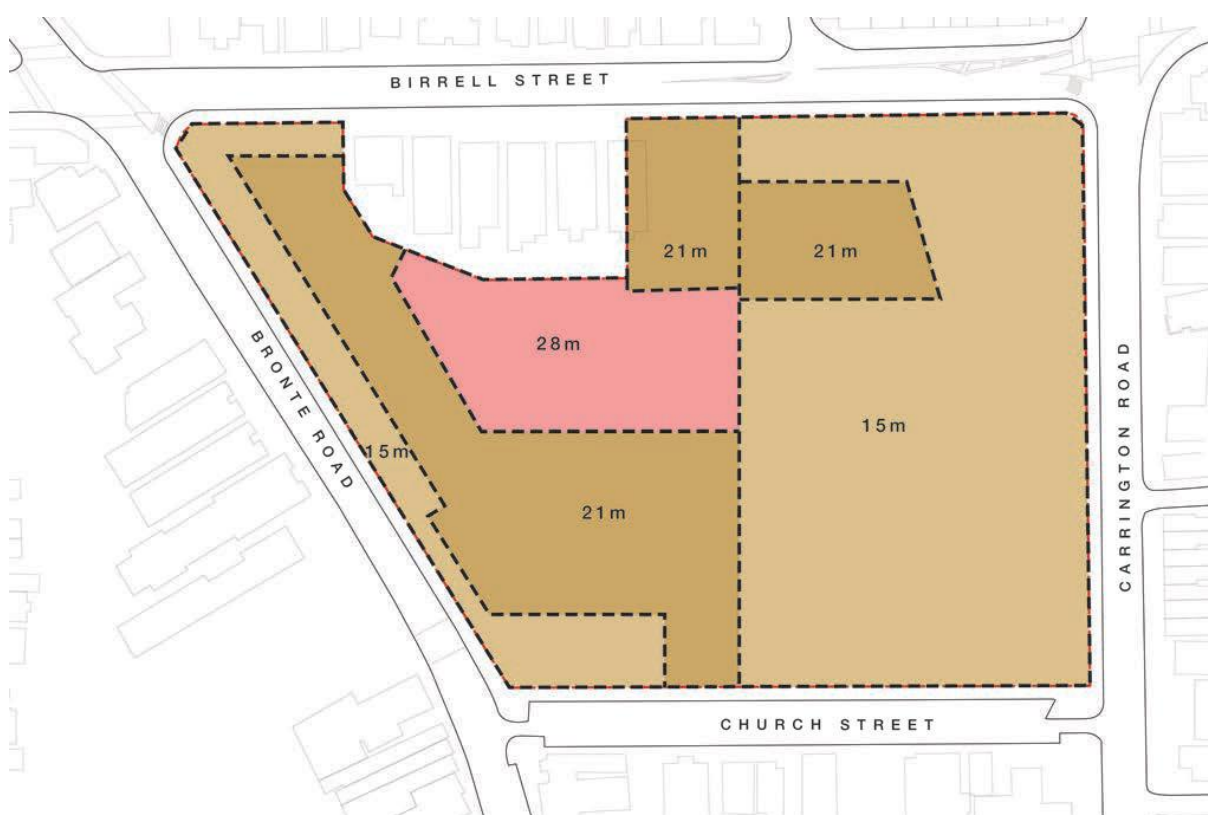 BIRRELL STREET
21m
21m
28m
BRONTE ROAD
15m
21m
15m
CARRINGTON ROAD
CHURCH STREET